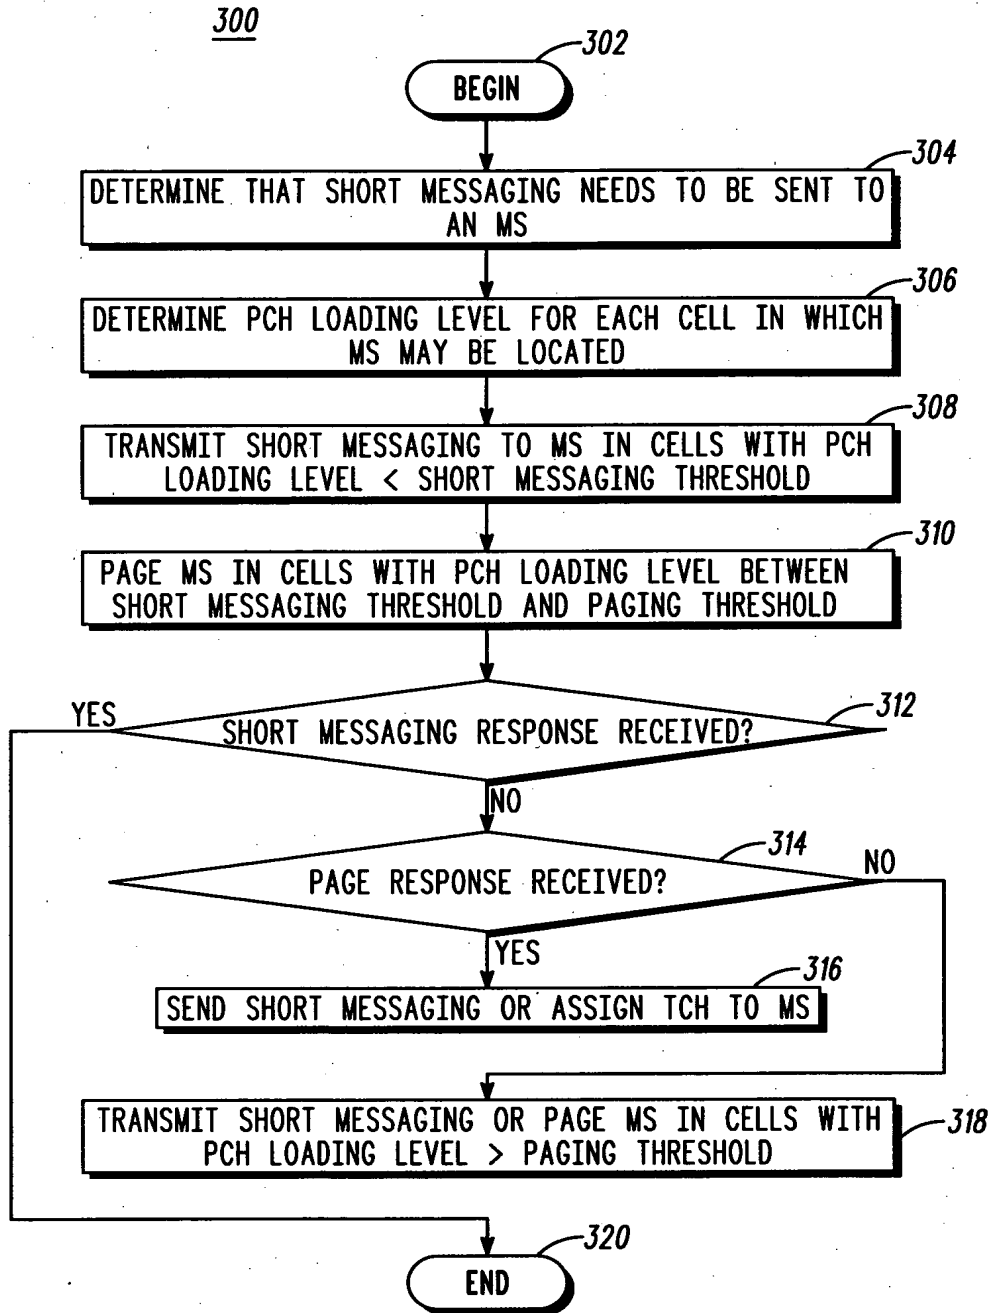 300
302
BEGIN
304
DETERMINE THAT SHORT MESSAGING NEEDS TO BE SENT TO
AN MS
306
DETERMINE PCH LOADING LEVEL FOR EACH CELL IN WHICH
MS MAY BE LOCATED
308
TRANSMIT SHORT MESSAGING TO MS IN CELLS WITH PCH
LOADING LEVEL < SHORT MESSAGING THRESHOLD
310
PAGE MS IN CELLS WITH PCH LOADING LEVEL BETWEEN
SHORT MESSAGING THRESHOLD AND PAGING THRESHOLD
YES
312
SHORT MESSAGING RESPONSE RECEIVED?
NO
314
NO
PAGE RESPONSE RECEIVED?
YES
316
SEND SHORT MESSAGING OR ASSIGN TCH TO MS
TRANSMIT SHORT MESSAGING OR PAGE MS IN CELLS WITH
PCH LOADING LEVEL > PAGING THRESHOLD
318
320
END